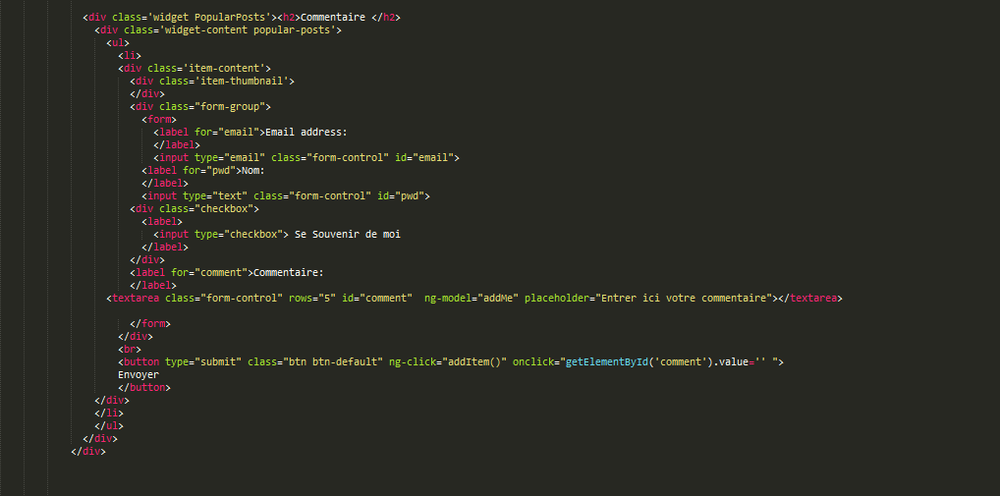 <div class='widget PopularPosts'><h2>Commentaire </h2>
<div class='widget-content popular-posts'>
<ul>
<li>
<div class='item-content'>
<div class='item-thumbnail'>
</div>
<div class="form-group">
<form>
<label for="email">Email address:
</label>
<input type="email" class="form-control" id="email">
<label for="pwd">Nom:
</label>
<input type="text" class="form-control" id="pwd">
<div class="checkbox">
<label>
<input type="checkbox"> Se Souvenir de moi
</label>
</div>
<label for="comment">Commentaire:
</label>
<textarea class="form-control" rows="5" id="comment"  ng-model="addMe" placeholder="Entrer ici votre commentaire"></textarea>
</form>
</div>
<br>
<button type="submit" class="btn btn-default" ng-click="addItem()" onclick="getElementById('comment').value='' ">
Envoyer
</button>
</div>
</li>
</ul>
</div>
</div>